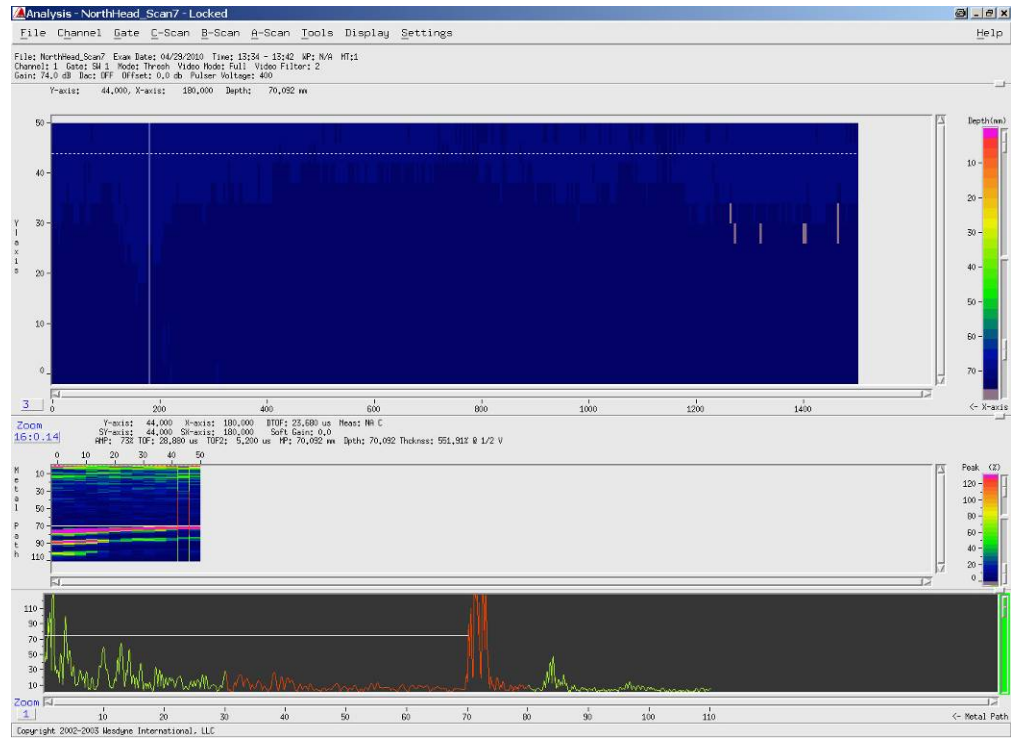 Analysis - NorthHead_Scan7 - Locked
File Channel Gate C-Scan B-Scan A-Scan Tools Display Settings Help
File: NorthHead_Scan7 Exam Date: 04/29/2010 Time: 13:34 - 13:42 WP: N/A MT:1
Channel: 1 Gate: SW 1 Mode: Thresh Video Mode: Full Video Filter: 2
Gain: 74.0 dB Dac: OFF Offset: 0.0 db Pulser Voltage: 400
Y-axis: 44.000, X-axis: 180.000 Depth: 70.092 mm
Depth(mm)
50
40
30
20
10
0
Y
a
x
i
s
10
20
30
40
50
60
70
3
0 200 400 600 800 1000 1200 1400
<- X-axis
Zoom
16:0.14
Y-axis: 44.000 X-axis: 180.000 DTOF: 23.680 us Meas: NA C
SY-axis: 44.000 SX-axis: 180.000 Soft Gain: 0.0
AMP: 73% TOF: 28.880 us TOF2: 5.200 us MP: 70.092 mm Dpth: 70.092 Thckness: 551.91% @ 1/2 V
0 10 20 30 40 50
Metal Path
10
30
50
70
90
110
Peak (%)
120
100
80
60
40
20
0
110
90
70
50
30
10
Zoom
1
10 20 30 40 50 60 70 80 90 100 110
<- Metal Path
Copyright 2002-2003 Wesdyne International, LLC